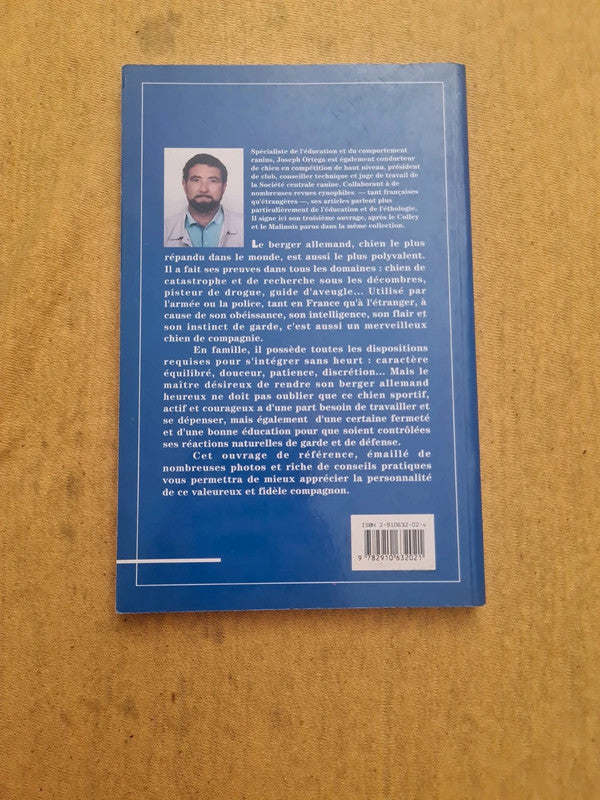 Spécialiste de l'éducation et du comportement
canins, Joseph Ortega est également conducteur
de chien en compétition de haut niveau, président
de club, conseiller technique et juge de travail de
la Société centrale canine. Collaborant à de
nombreuses revues cynophiles — tant françaises
qu'étrangères —, ses articles parlent plus
particulièrement de l'éducation et de l'éthologie.
Il signe ici son troisième ouvrage, après le Colley
et le Malinois parus dans la même collection.
Le berger allemand, chien le plus
répandu dans le monde, est aussi le plus polyvalent.
Il a fait ses preuves dans tous les domaines : chien de
catastrophe et de recherche sous les décombres,
pisteur de drogue, guide d'aveugle... Utilisé par
l'armée ou la police, tant en France qu'à l'étranger, à
cause de son obéissance, son intelligence, son flair et
son instinct de garde, c'est aussi un merveilleux
chien de compagnie.
En famille, il possède toutes les dispositions
requises pour s'intégrer sans heurt : caractère
équilibré, douceur, patience, discrétion... Mais le
maître désireux de rendre son berger allemand
heureux ne doit pas oublier que ce chien sportif,
actif et courageux a d'une part besoin de travailler et
se dépenser, mais également d'une certaine fermeté
et d'une bonne éducation pour que soient contrôlées
ses réactions naturelles de garde et de défense.
Cet ouvrage de référence, émaillé de
nombreuses photos et riche de conseils pratiques
vous permettra de mieux apprécier la personnalité
de ce valeureux et fidèle compagnon.
ISBN 2-910632-02-4
9 782910 632021